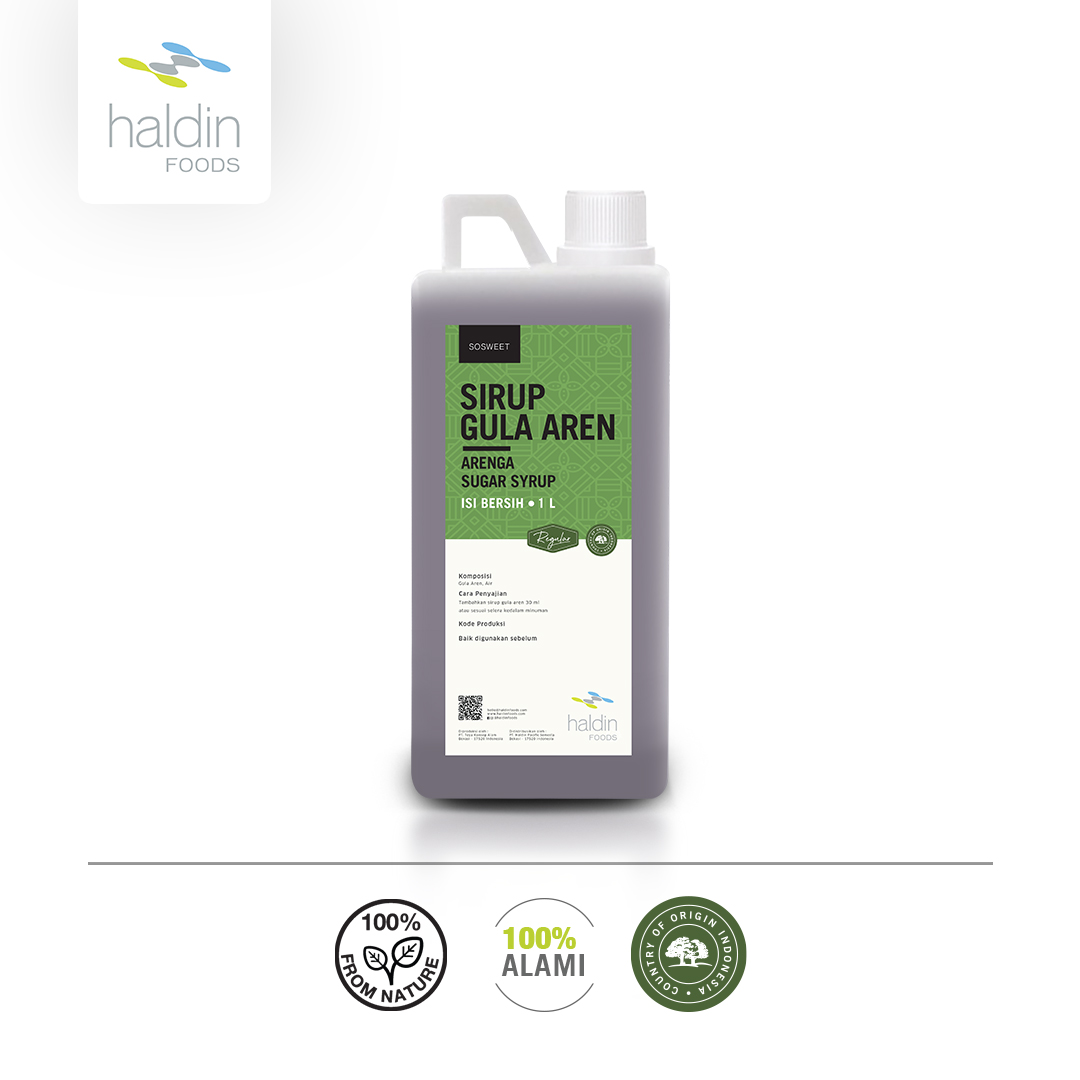 haldin
FOODS
SOSWEET
SIRUP
GULA AREN
ARENGA
SUGAR SYRUP
ISI BERSIH • 1 L
Regular
Komposisi
Gula Aren, Air
Cara Penyajian
Tambahkan sirup gula aren 30 ml
atau sesuai selera kedalam minuman
Kode Produksi
Baik digunakan sebelum
haldin
FOODS
100%
FROM NATURE
100%
ALAMI
COUNTRY OF ORIGIN INDONESIA •